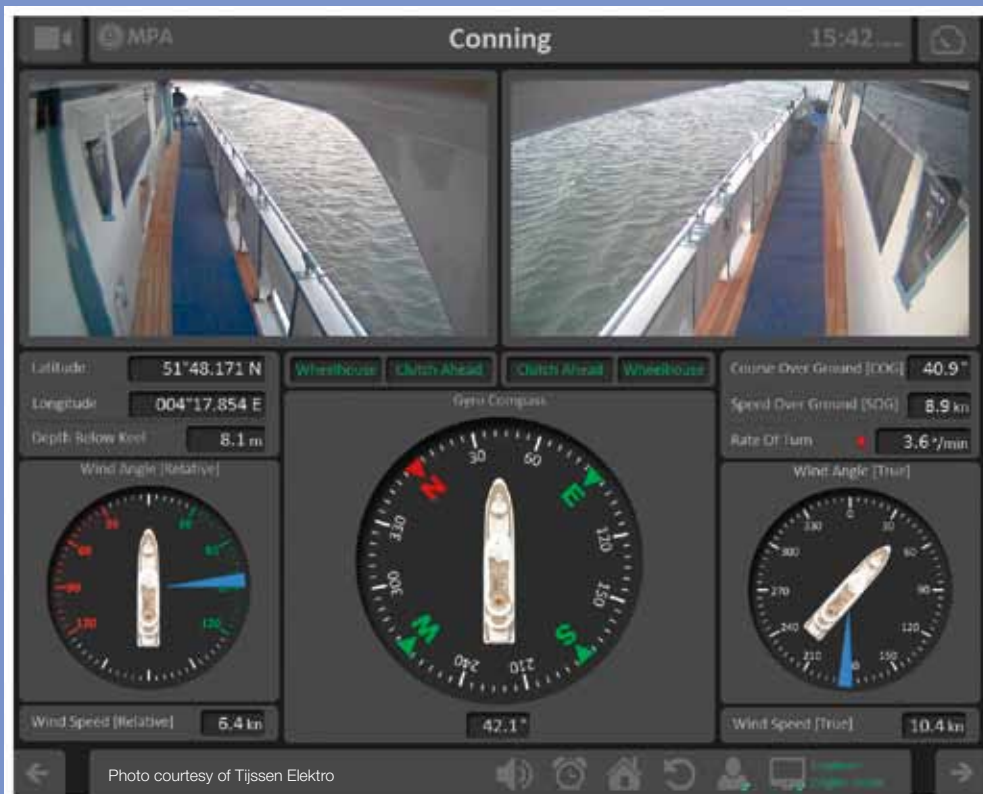 MPA
Conning
15:42
Latitude
51°48.171 N
Longitude
004°17.854 E
Depth Below Keel
8.1 m
Wheelhouse
Clutch Ahead
Clutch Ahead
Wheelhouse
Course Over Ground [COG]
40.9°
Speed Over Ground [SOG]
8.9 kn
Rate Of Turn
3.6 °/min
Wind Angle [Relative]
30
60
90
120
30
60
120
Wind Speed [Relative]
6.4 kn
Gyro Compass
N
30
60
E
120
150
S
210
240
W
300
330
42.1°
Wind Angle [True]
0
30
60
90
120
150
210
240
270
300
330
Wind Speed [True]
10.4 kn
Photo courtesy of Tijssen Elektro